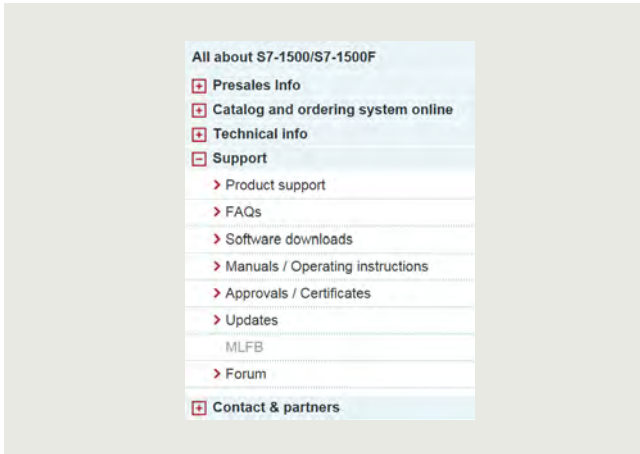 All about S7-1500/S7-1500F
Presales Info
Catalog and ordering system online
Technical info
Support
Product support
FAQs
Software downloads
Manuals / Operating instructions
Approvals / Certificates
Updates
MLFB
Forum
Contact & partners